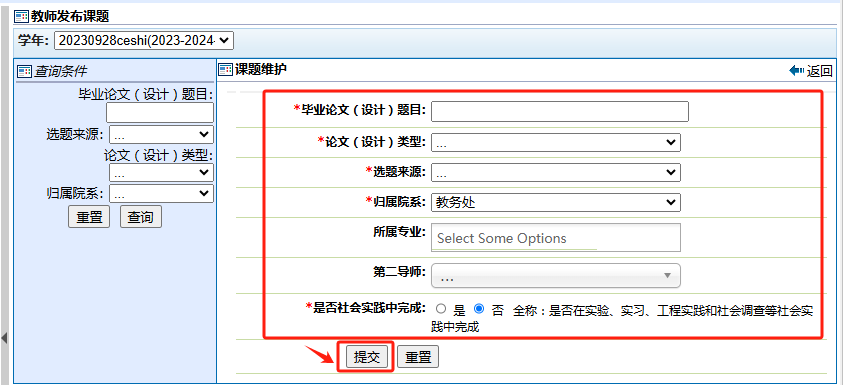 教师发布课题
学年: 20230928ceshi(2023-2024-
查询条件
毕业论文（设计）题目:
选题来源: ...
论文（设计）类型:
...
归属院系: ...
重置 查询
课题维护
返回
*毕业论文（设计）题目:
*论文（设计）类型: ...
*选题来源: ...
*归属院系: 教务处
所属专业: Select Some Options
第二导师: ...
*是否社会实践中完成: 是 否 全称：是否在实验、实习、工程实践和社会调查等社会实
践中完成
提交 重置